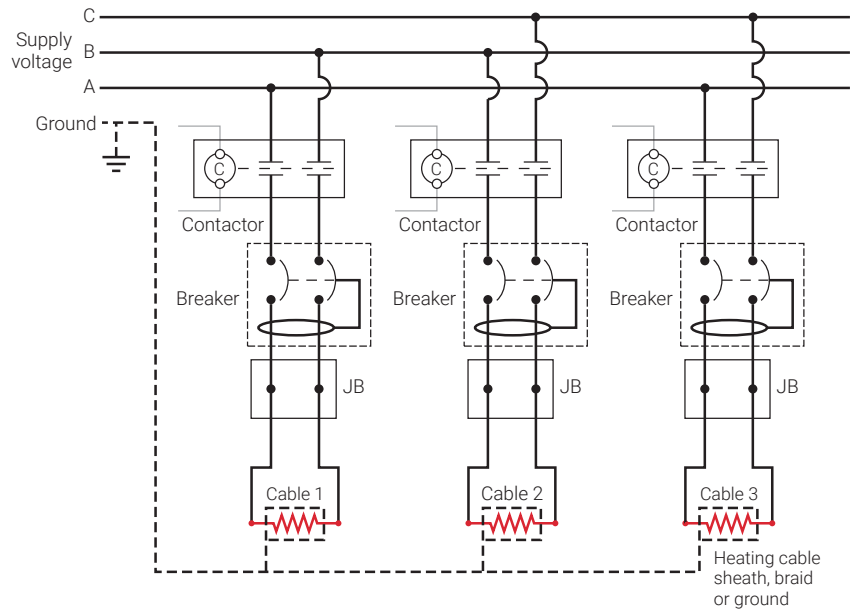 C
Supply
voltage
B
A
Ground
C
C
C
Contactor
Contactor
Contactor
Breaker
Breaker
Breaker
JB
JB
JB
Cable 1
Cable 2
Cable 3
Heating cable
sheath, braid
or ground